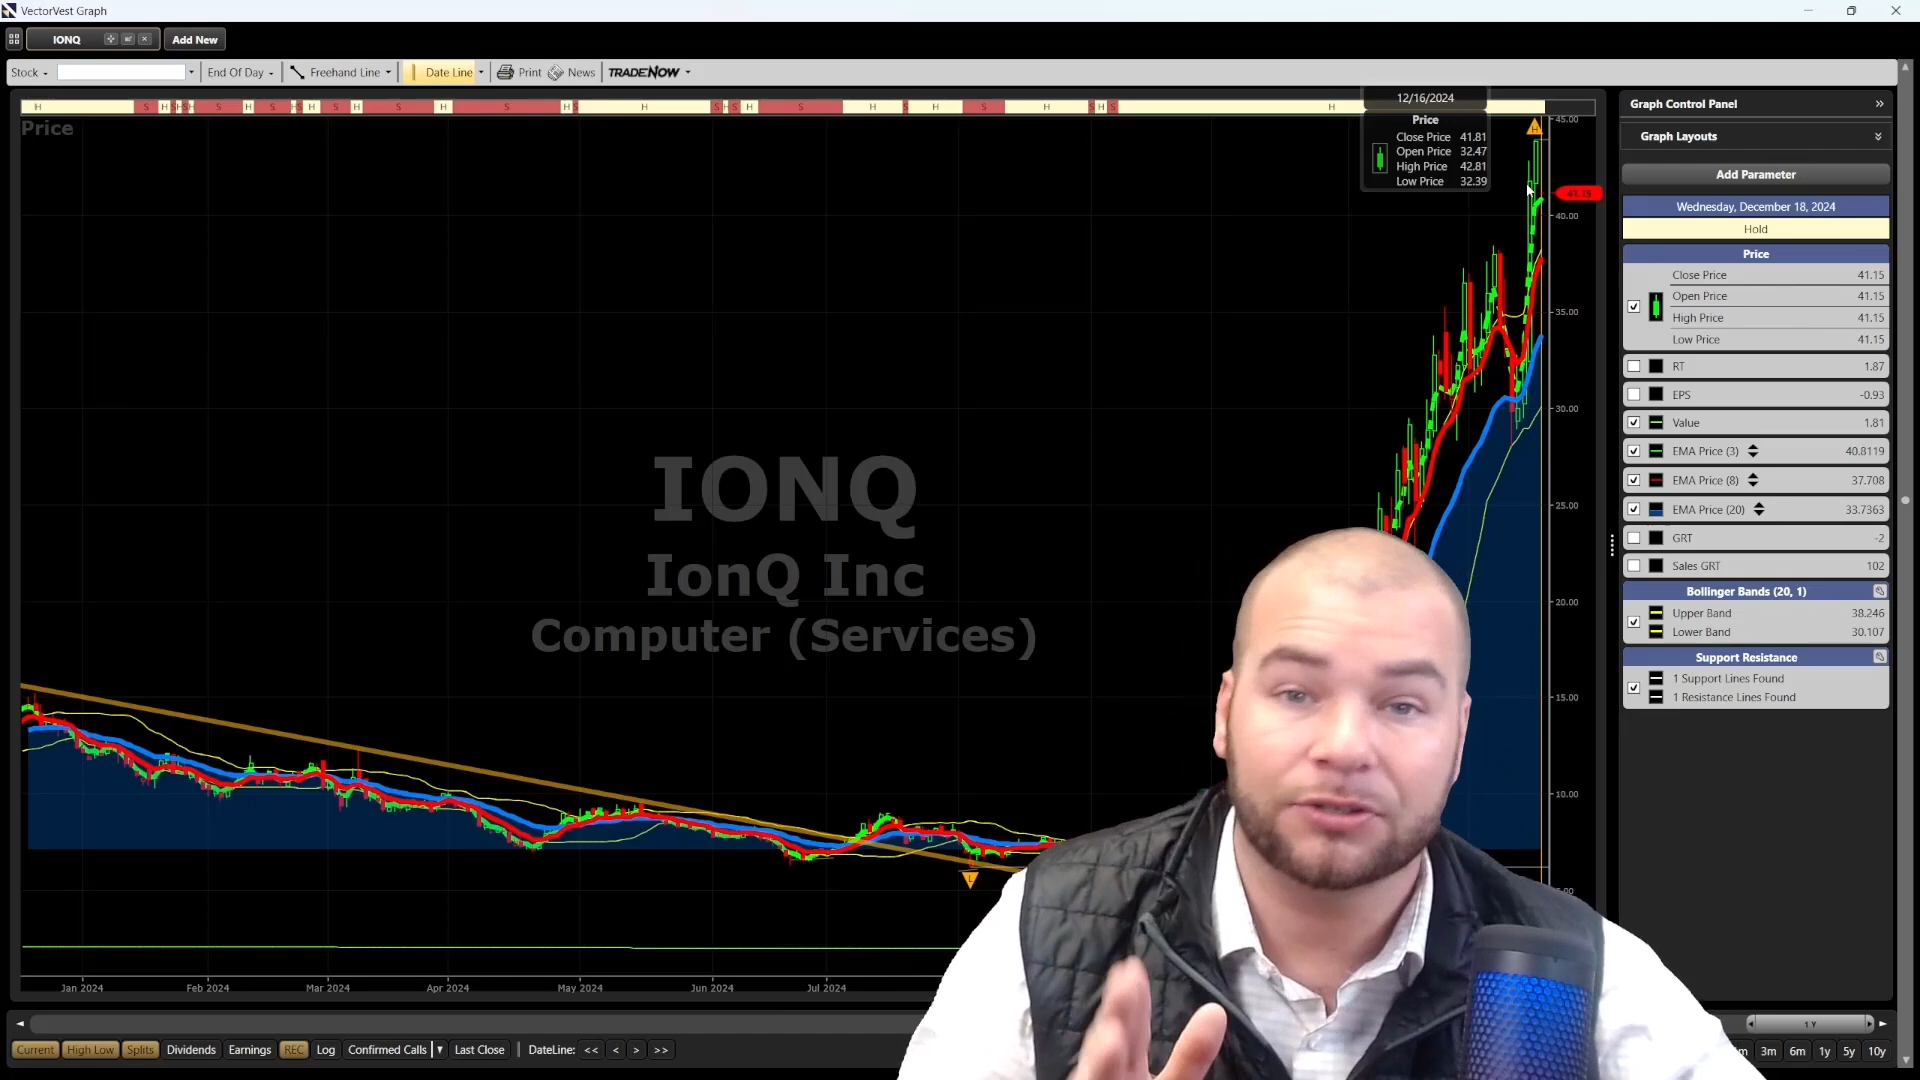 VectorVest Graph
IONQ
Add New
Stock
End Of Day
Freehand Line
Date Line
Print
News
TRADENOW
H S H S H S H S H S H S H S H S H S H S H S H S H S H S H S H S H
12/16/2024
Price
Price
Close Price 41.81
Open Price 32.47
High Price 42.81
Low Price 32.39
H
45.00
41.15
40.00
35.00
30.00
25.00
20.00
15.00
10.00
IONQ
IonQ Inc
Computer (Services)
L
Jan 2024 Feb 2024 Mar 2024 Apr 2024 May 2024 Jun 2024 Jul 2024
Graph Control Panel
Graph Layouts
Add Parameter
Wednesday, December 18, 2024
Hold
Price
Close Price 41.15
Open Price 41.15
High Price 41.15
Low Price 41.15
RT 1.87
EPS -0.93
Value 1.81
EMA Price (3) 40.8119
EMA Price (8) 37.708
EMA Price (20) 33.7363
GRT -2
Sales GRT 102
Bollinger Bands (20, 1)
Upper Band 38.246
Lower Band 30.107
Support Resistance
1 Support Lines Found
1 Resistance Lines Found
1 Y
Current High Low Splits Dividends Earnings REC Log Confirmed Calls Last Close DateLine: << < > >>
3m 6m 1y 5y 10y